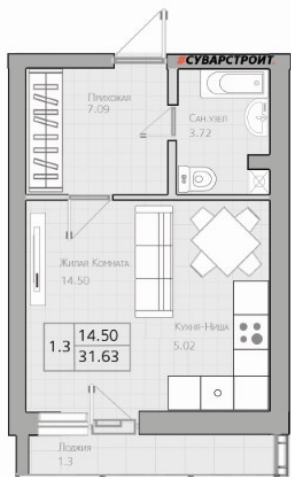 #СУВАРСТРОИТ
Прихожая
7.09
Сан.узел
3.72
Жилая Комната
14.50
1.3
14.50
31.63
Кухня-Ниша
5.02
Лоджия
1.3